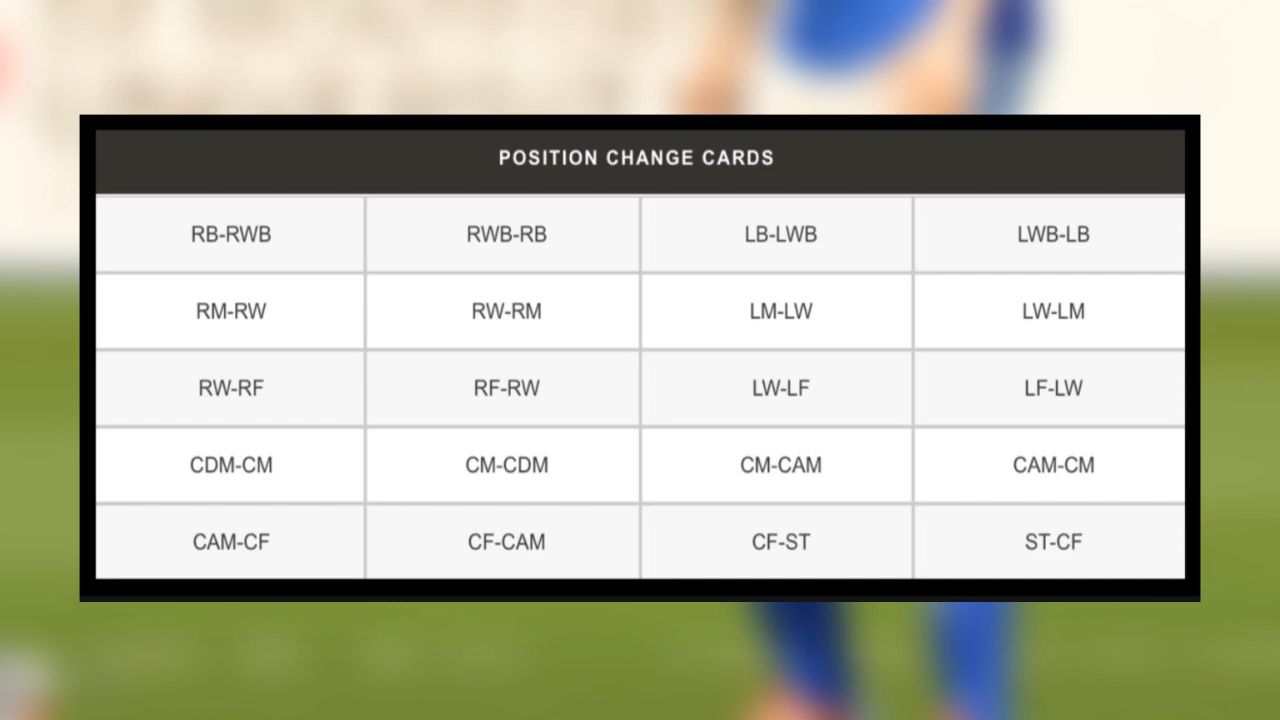 POSITION CHANGE CARDS
RB-RWB RWB-RB LB-LWB LWB-LB
RM-RW RW-RM LM-LW LW-LM
RW-RF RF-RW LW-LF LF-LW
CDM-CM CM-CDM CM-CAM CAM-CM
CAM-CF CF-CAM CF-ST ST-CF